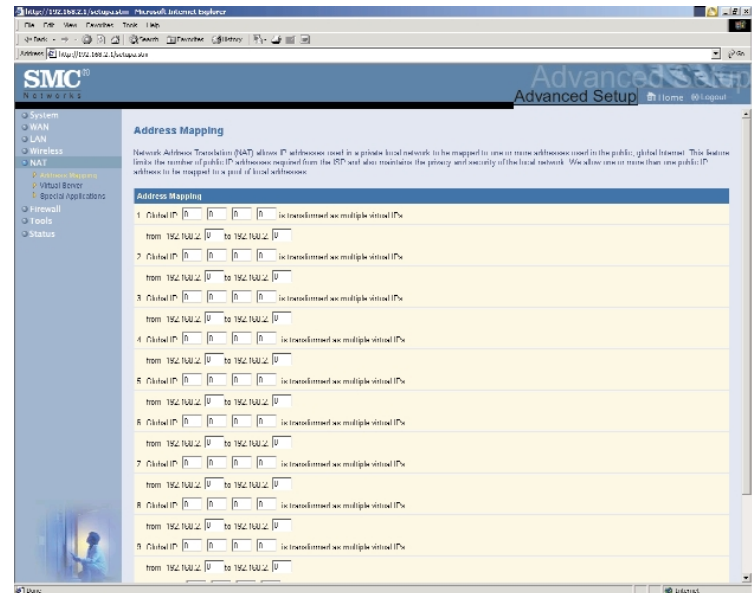 http://192.168.2.1/setupa.stm Microsoft Internet Explorer
File Edit View Favorites Tools Help
Back Search Favorites History
Address http://192.168.2.1/setupa.stm Go
SMC®
Networks
Advanced Setup
Advanced Setup Home Logout
System
WAN
LAN
Wireless
NAT
Address Mapping
Virtual Server
Special Applications
Firewall
Tools
Status
Address Mapping
Network Address Translation (NAT) allows IP addresses used in a private local network to be mapped to one or more addresses used in the public, global Internet. This feature
limits the number of public IP addresses required from the ISP and also maintains the privacy and security of the local network. We allow one or more than one public IP
address to be mapped to a pool of local addresses.
Address Mapping
1. Global IP: 0 0 0 0 is transformed as multiple virtual IPs
from 192.168.2. 0 to 192.168.2. 0
2. Global IP: 0 0 0 0 is transformed as multiple virtual IPs
from 192.168.2. 0 to 192.168.2. 0
3. Global IP: 0 0 0 0 is transformed as multiple virtual IPs
from 192.168.2. 0 to 192.168.2. 0
4. Global IP: 0 0 0 0 is transformed as multiple virtual IPs
from 192.168.2. 0 to 192.168.2. 0
5. Global IP: 0 0 0 0 is transformed as multiple virtual IPs
from 192.168.2. 0 to 192.168.2. 0
6. Global IP: 0 0 0 0 is transformed as multiple virtual IPs
from 192.168.2. 0 to 192.168.2. 0
7. Global IP: 0 0 0 0 is transformed as multiple virtual IPs
from 192.168.2. 0 to 192.168.2. 0
8. Global IP: 0 0 0 0 is transformed as multiple virtual IPs
from 192.168.2. 0 to 192.168.2. 0
9. Global IP: 0 0 0 0 is transformed as multiple virtual IPs
from 192.168.2. 0 to 192.168.2. 0
Done Internet